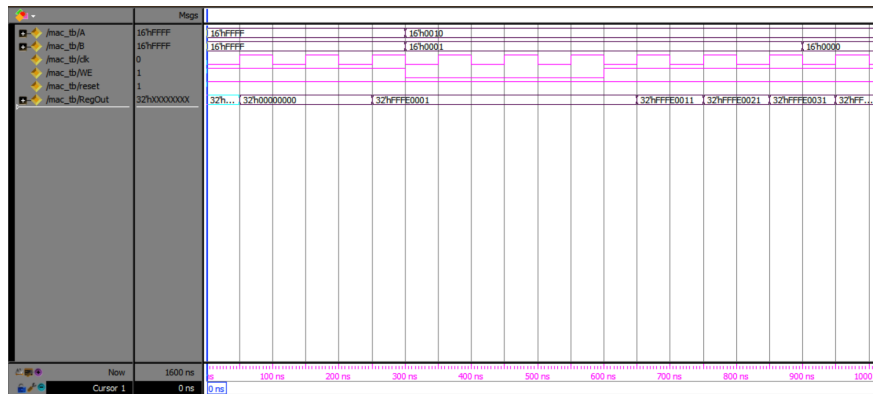 Msgs
/mac_tb/A 16'hFFFF 16'hFFFF 16'h0010
/mac_tb/B 16'hFFFF 16'hFFFF 16'h0001 16'h0000
/mac_tb/clk 0
/mac_tb/WE 1
/mac_tb/reset 1
/mac_tb/RegOut 32'hXXXXXXXX 32'h... 32'h00000000 32'hFFFE0001 32'hFFFE0011 32'hFFFE0021 32'hFFFE0031 32'hFF...
Now 1600 ns ns 100 ns 200 ns 300 ns 400 ns 500 ns 600 ns 700 ns 800 ns 900 ns 1000
Cursor 1 0 ns 0 ns